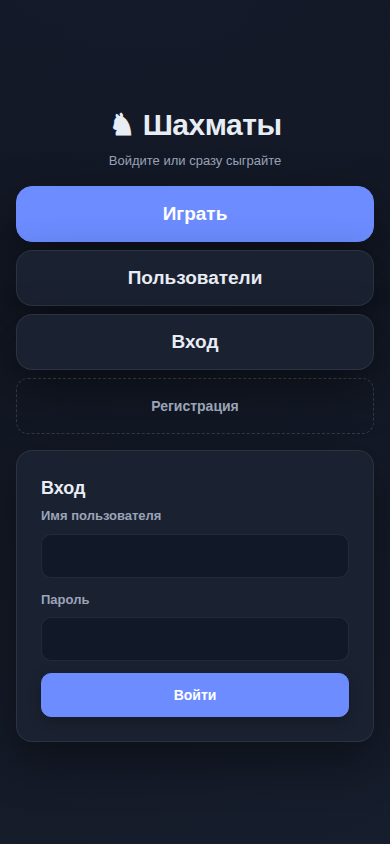 ♞ Шахматы
Войдите или сразу сыграйте
Играть
Пользователи
Вход
Регистрация
Вход
Имя пользователя
Пароль
Войти